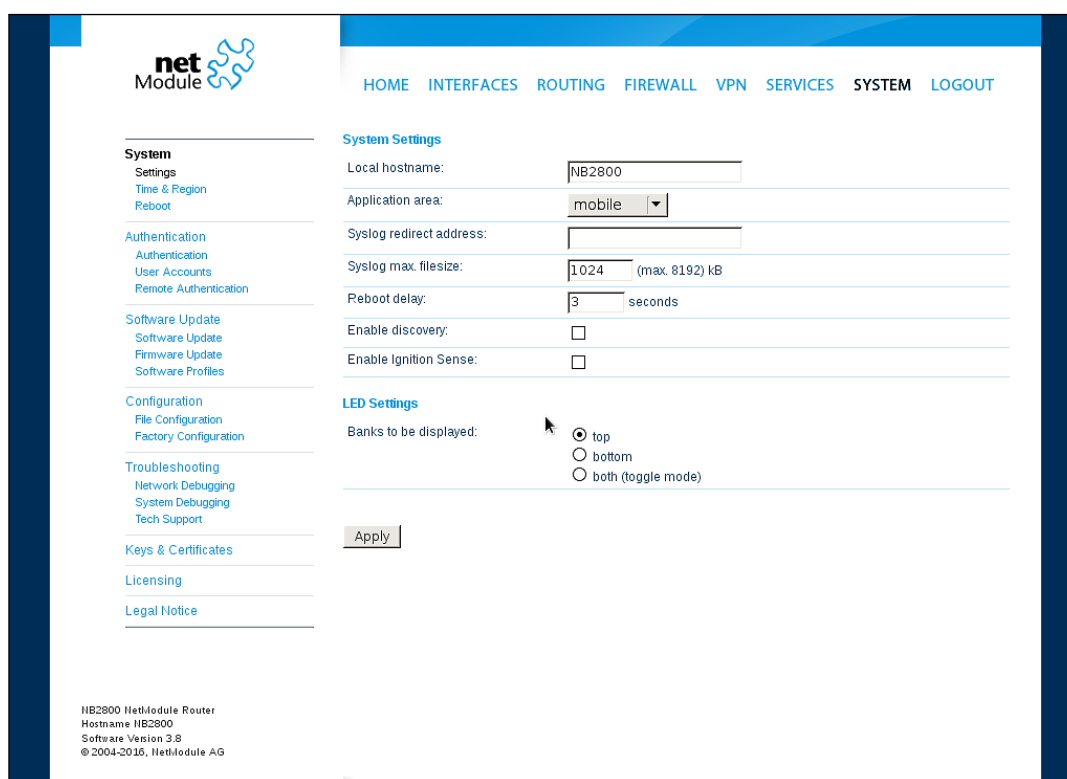 net
Module
HOME INTERFACES ROUTING FIREWALL VPN SERVICES SYSTEM LOGOUT
System
Settings
Time & Region
Reboot
Authentication
Authentication
User Accounts
Remote Authentication
Software Update
Software Update
Firmware Update
Software Profiles
Configuration
File Configuration
Factory Configuration
Troubleshooting
Network Debugging
System Debugging
Tech Support
Keys & Certificates
Licensing
Legal Notice
System Settings
Local hostname: NB2800
Application area: mobile
Syslog redirect address:
Syslog max. filesize: 1024 (max. 8192) kB
Reboot delay: 3 seconds
Enable discovery:
Enable Ignition Sense:
LED Settings
Banks to be displayed: top
bottom
both (toggle mode)
Apply
NB2800 NetModule Router
Hostname NB2800
Software Version 3.8
© 2004-2016, NetModule AG